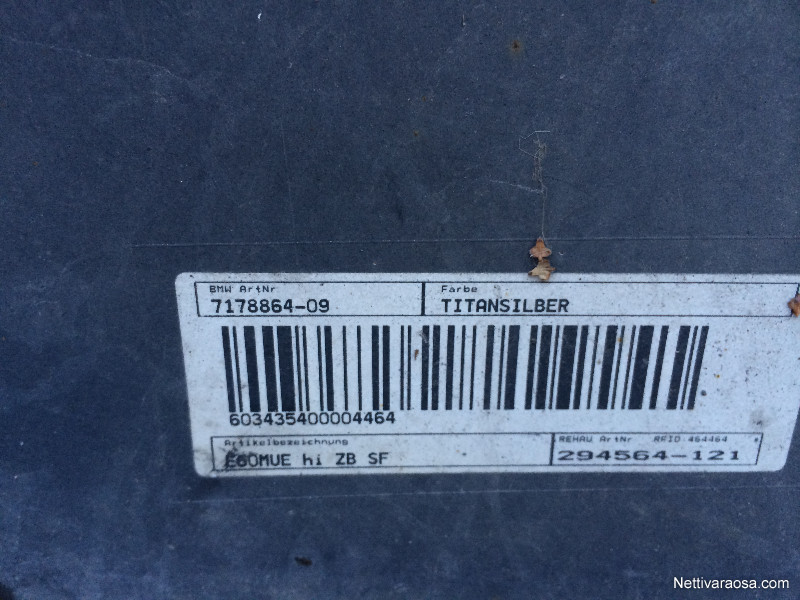 BMW ArtNr.
7178864-09
Farbe
TITANSILBER
603435400004464
Artikelbezeichnung
E60MUE hi ZB SF
REHAU ArtNr
RFID: 464464
294564-121
Nettivaraosa.com